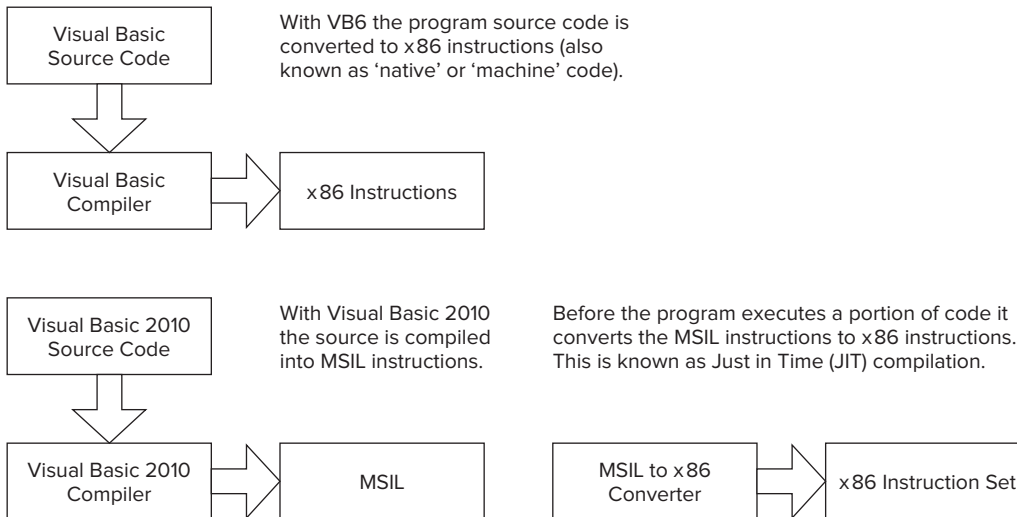 Visual Basic
Source Code
With VB6 the program source code is
converted to x86 instructions (also
known as ‘native’ or ‘machine’ code).
Visual Basic
Compiler
x86 Instructions
Visual Basic 2010
Source Code
With Visual Basic 2010
the source is compiled
into MSIL instructions.
Before the program executes a portion of code it
converts the MSIL instructions to x86 instructions.
This is known as Just in Time (JIT) compilation.
Visual Basic 2010
Compiler
MSIL
MSIL to x86
Converter
x86 Instruction Set